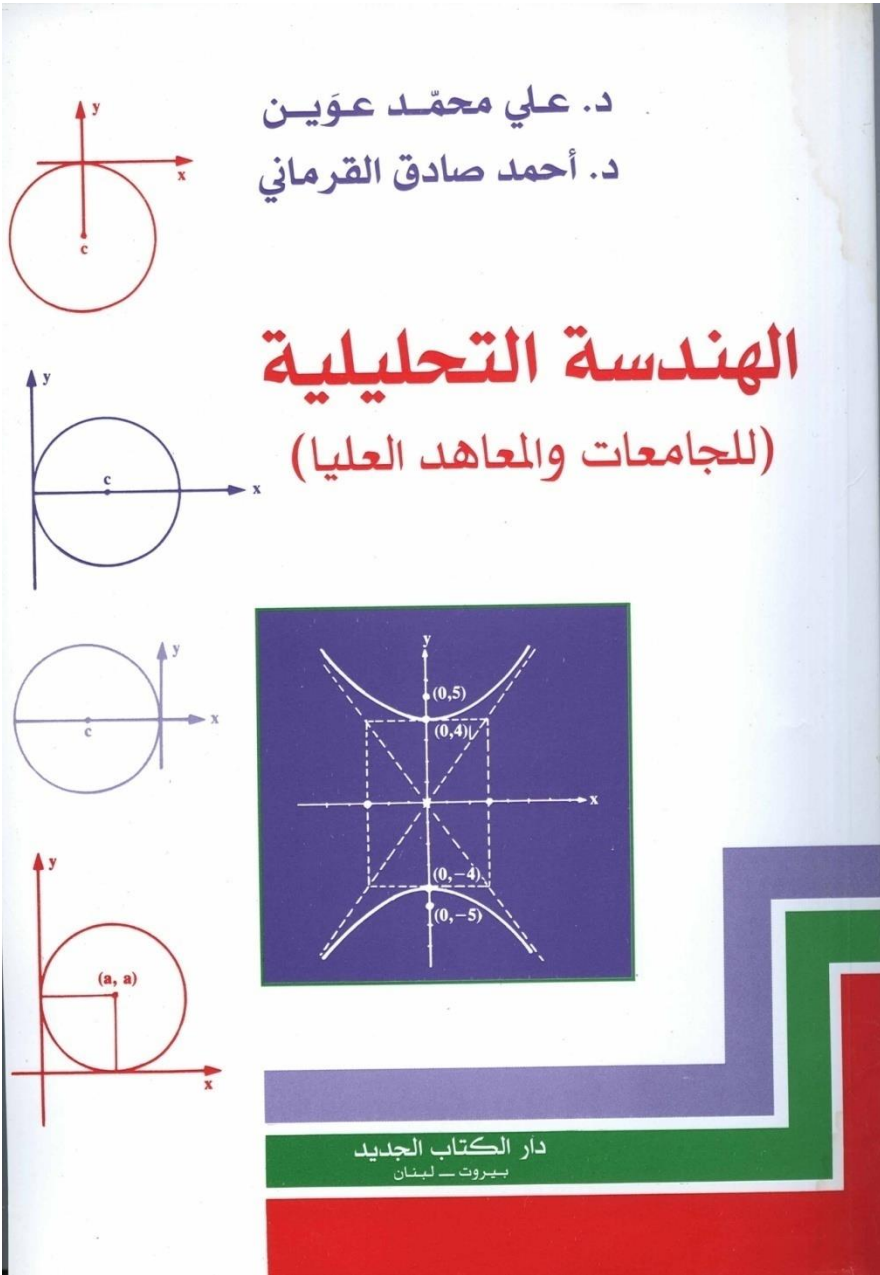 د. علي محمّد عوَين
د. أحمد صادق القرماني
الهندسة التحليلية
(للجامعات والمعاهد العليا)
y
x
c
y
c
x
y
x
c
y
(0,5)
(0,4)
x
(0,−4)
(0,−5)
y
(a, a)
x
دار الكتاب الجديد
بيروت ــ لبنان